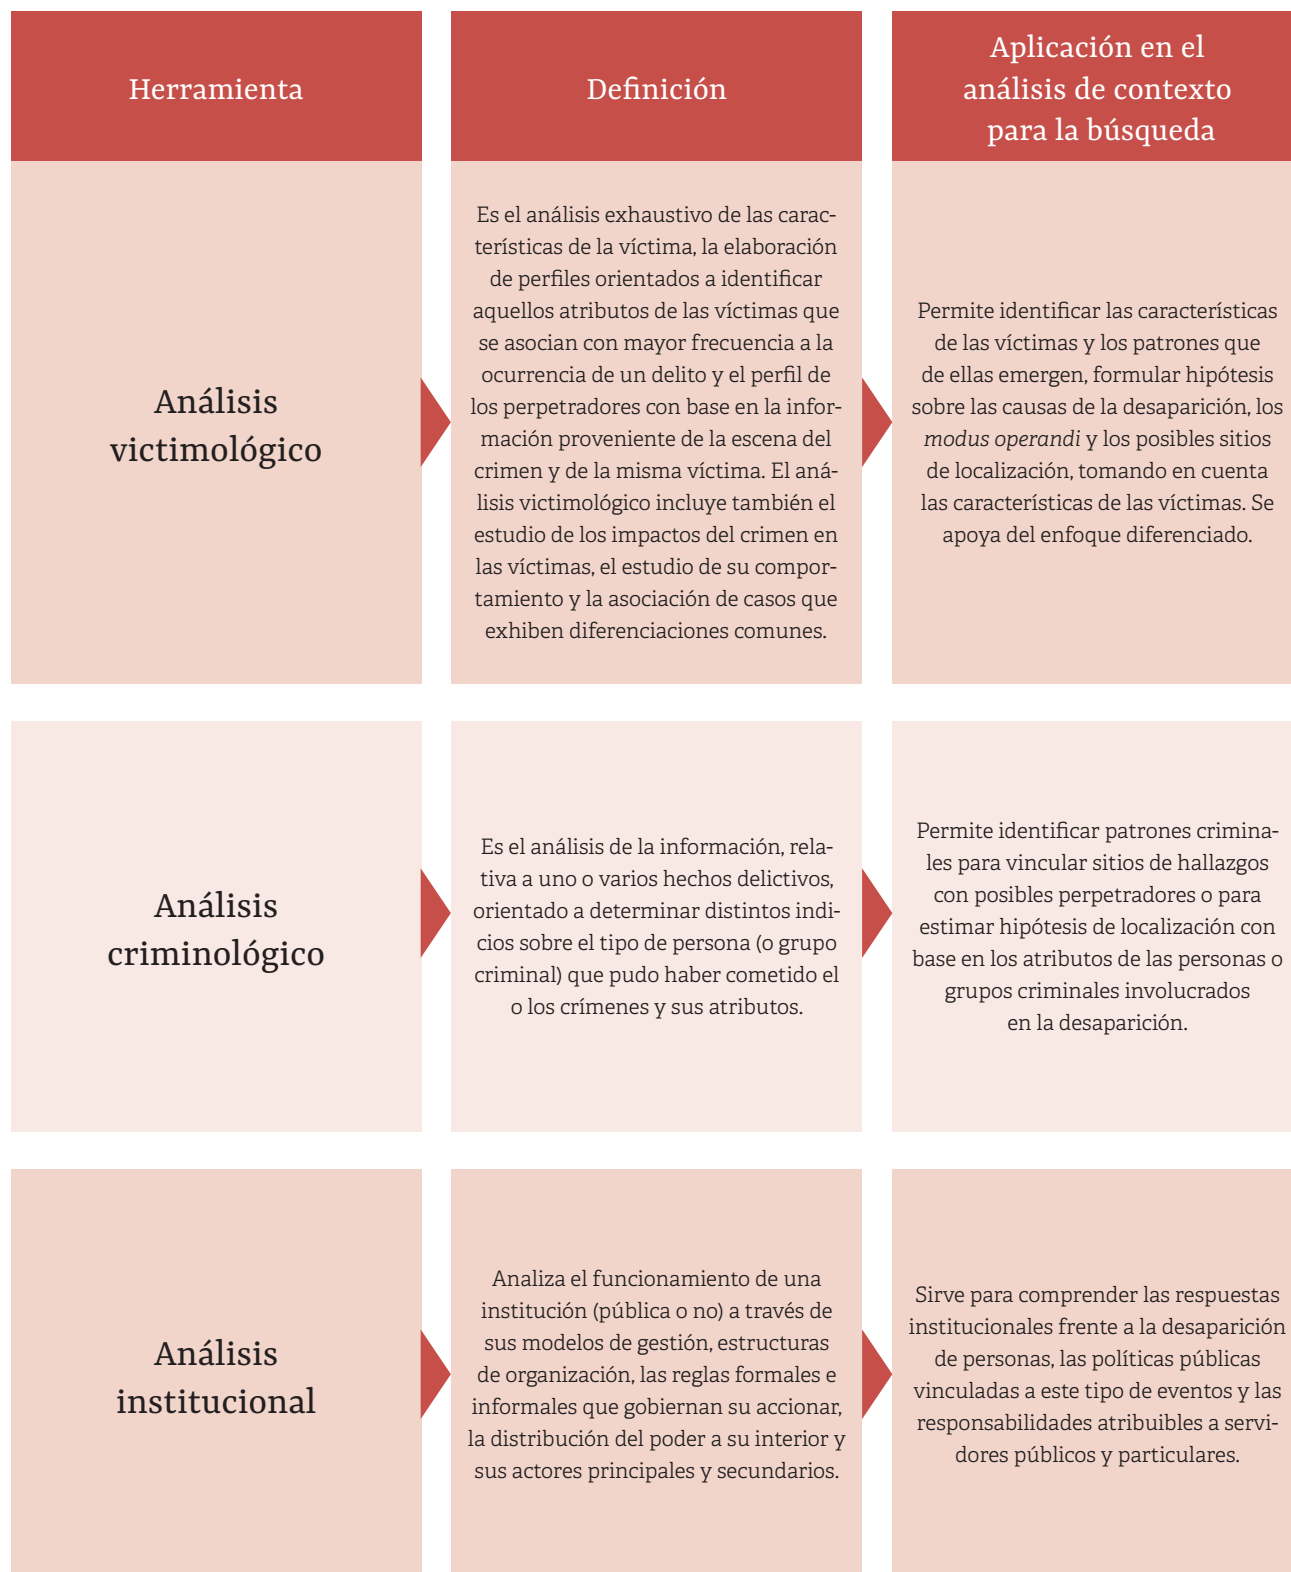 Herramienta
Definición
Aplicación en el
análisis de contexto
para la búsqueda
Análisis
victimológico
Es el análisis exhaustivo de las carac-
terísticas de la víctima, la elaboración
de perfiles orientados a identificar
aquellos atributos de las víctimas que
se asocian con mayor frecuencia a la
ocurrencia de un delito y el perfil de
los perpetradores con base en la infor-
mación proveniente de la escena del
crimen y de la misma víctima. El aná-
lisis victimológico incluye también el
estudio de los impactos del crimen en
las víctimas, el estudio de su compor-
tamiento y la asociación de casos que
exhiben diferenciaciones comunes.
Permite identificar las características
de las víctimas y los patrones que
de ellas emergen, formular hipótesis
sobre las causas de la desaparición, los
modus operandi y los posibles sitios
de localización, tomando en cuenta
las características de las víctimas. Se
apoya del enfoque diferenciado.
Análisis
criminológico
Es el análisis de la información, rela-
tiva a uno o varios hechos delictivos,
orientado a determinar distintos indi-
cios sobre el tipo de persona (o grupo
criminal) que pudo haber cometido el
o los crímenes y sus atributos.
Permite identificar patrones crimina-
les para vincular sitios de hallazgos
con posibles perpetradores o para
estimar hipótesis de localización con
base en los atributos de las personas o
grupos criminales involucrados
en la desaparición.
Análisis
institucional
Analiza el funcionamiento de una
institución (pública o no) a través de
sus modelos de gestión, estructuras
de organización, las reglas formales e
informales que gobiernan su accionar,
la distribución del poder a su interior y
sus actores principales y secundarios.
Sirve para comprender las respuestas
institucionales frente a la desaparición
de personas, las políticas públicas
vinculadas a este tipo de eventos y las
responsabilidades atribuibles a servi-
dores públicos y particulares.